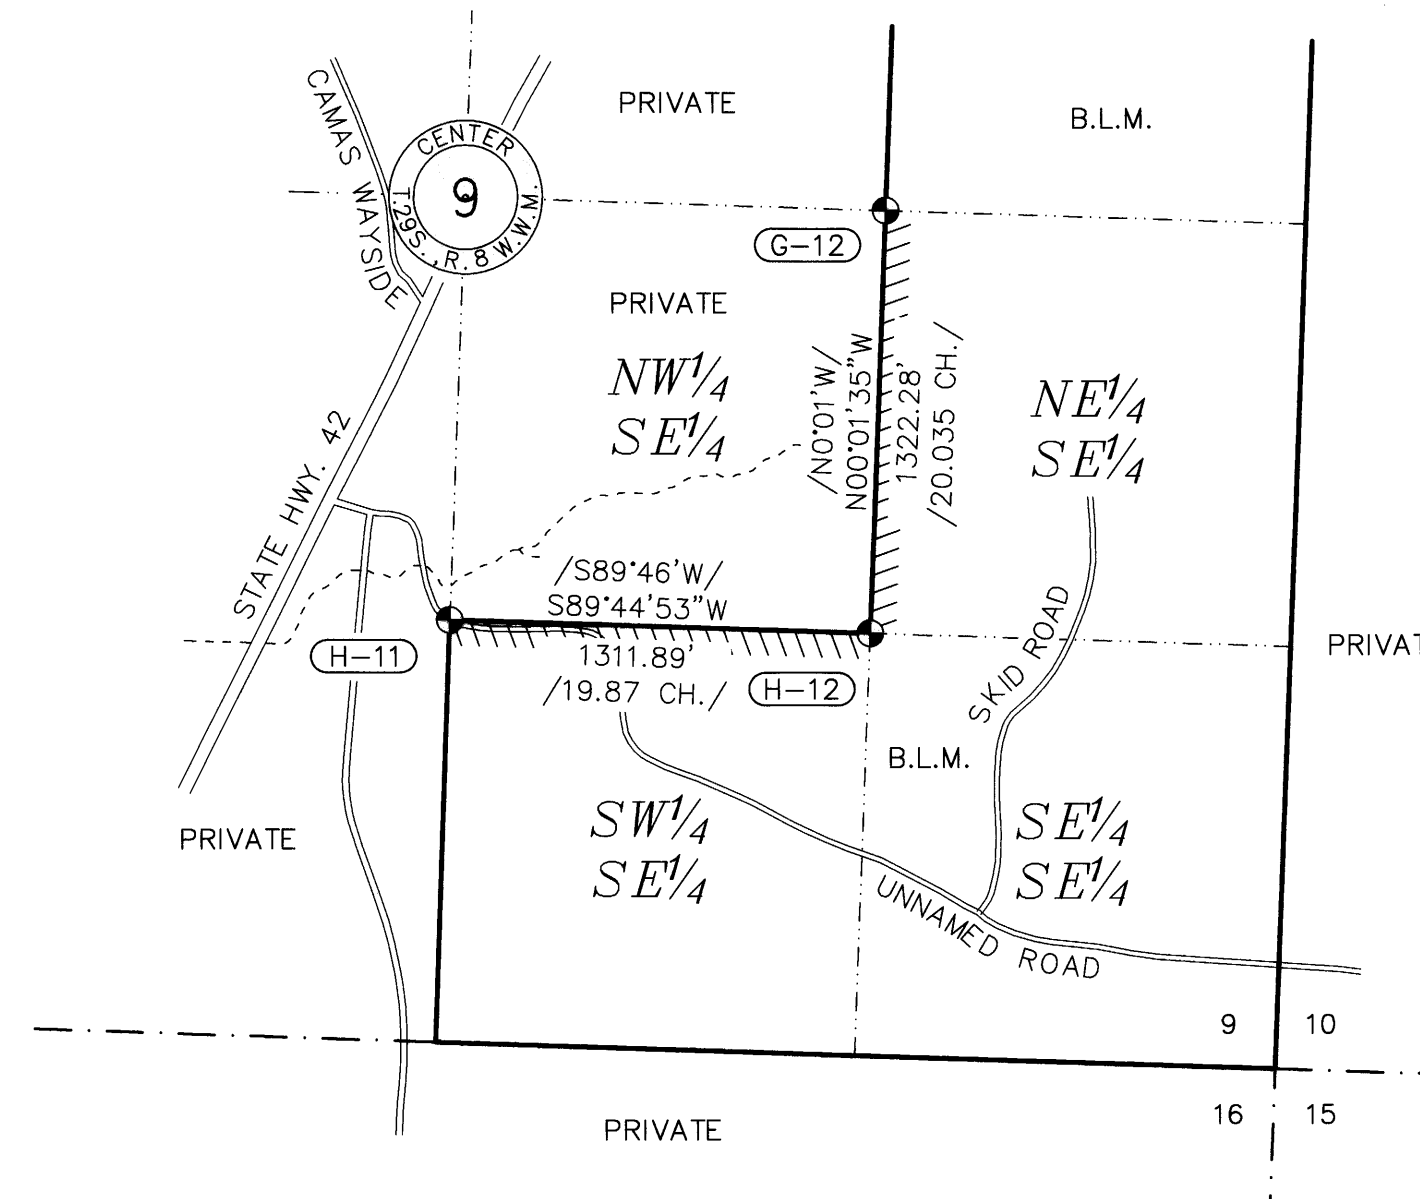 PRIVATE
B.L.M.
CAMAS WAYSIDE
CENTER
9
T.29S., R.8 W.W.M.
G-12
PRIVATE
NW¼
SE¼
/N0°01'W/
N00°01'35"W
1322.28'
/20.035 CH./
NE¼
SE¼
STATE HWY. 42
/S89°46'W/
S89°44'53"W
1311.89'
/19.87 CH./
H-11
H-12
SKID ROAD
PRIVAT
B.L.M.
PRIVATE
SW¼
SE¼
SE¼
SE¼
UNNAMED ROAD
9 10
16 15
PRIVATE